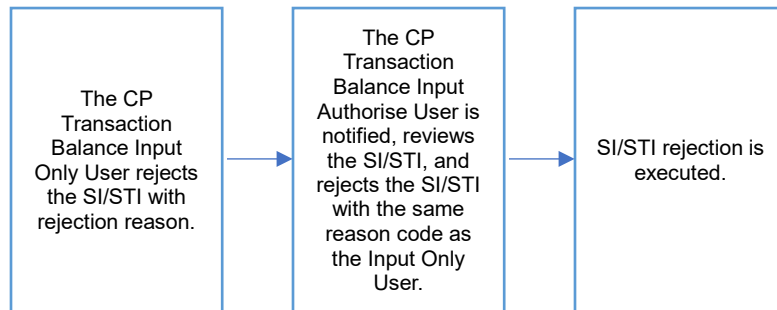 The CP
Transaction
Balance Input
Only User rejects
the SI/STI with
rejection reason.
The CP
Transaction
Balance Input
Authorise User is
notified, reviews
the SI/STI, and
rejects the SI/STI
with the same
reason code as
the Input Only
User.
SI/STI rejection is
executed.